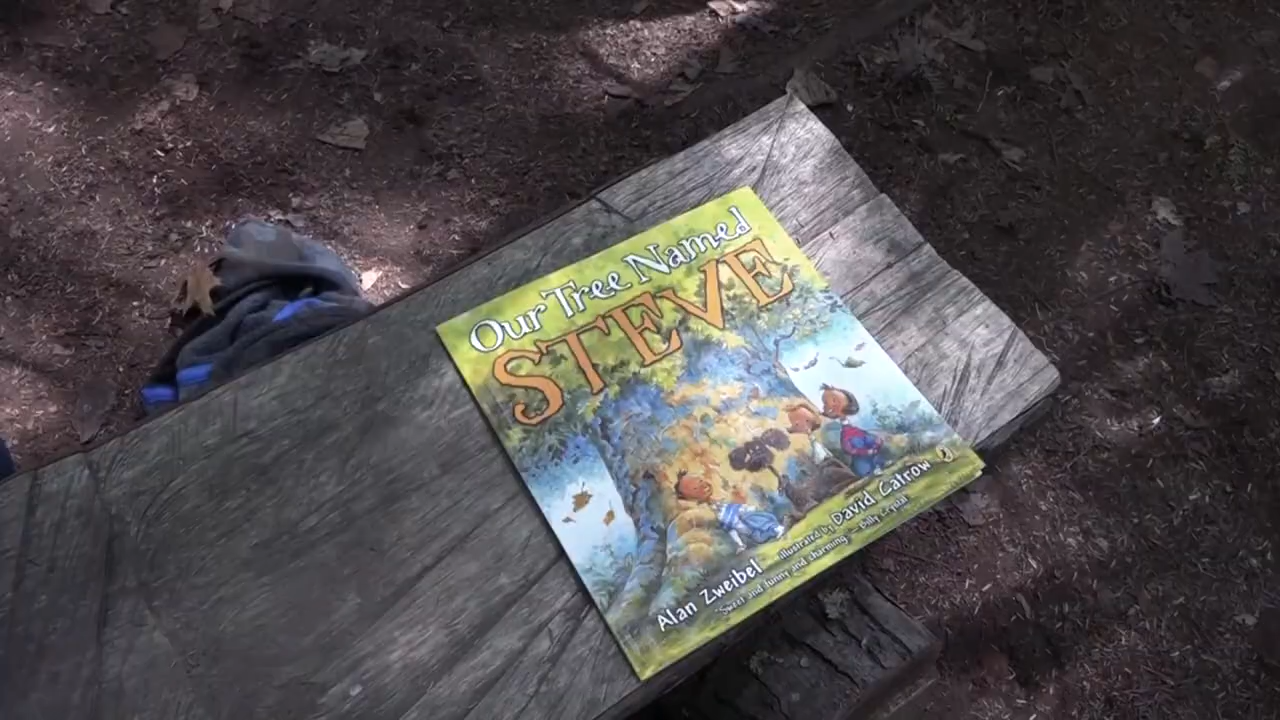 Our Tree Named
STEVE
Alan Zweibel
illustrated by David Catrow
"Sweet and funny and charming."—Billy Crystal